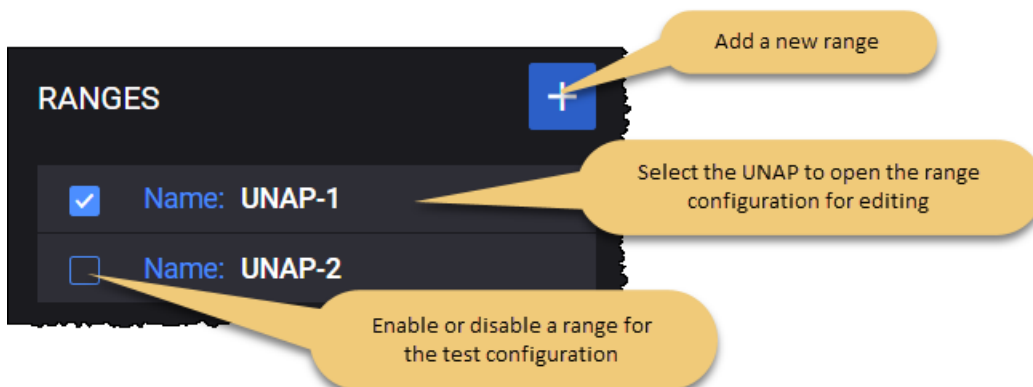 Add a new range
RANGES
Select the UNAP to open the range
configuration for editing
Name: UNAP-1
Name: UNAP-2
Enable or disable a range for
the test configuration